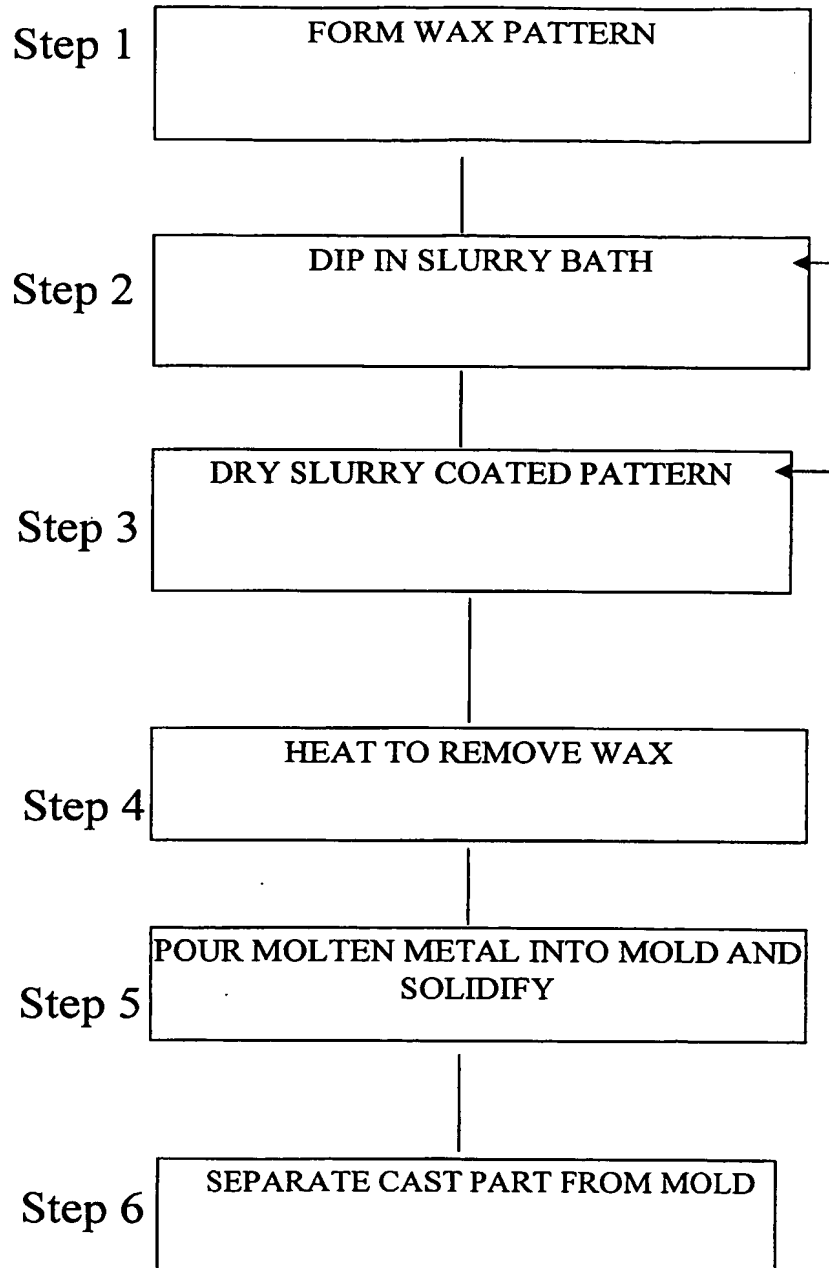 Step 1
FORM WAX PATTERN
Step 2
DIP IN SLURRY BATH
Step 3
DRY SLURRY COATED PATTERN
Step 4
HEAT TO REMOVE WAX
Step 5
POUR MOLTEN METAL INTO MOLD AND
SOLIDIFY
Step 6
SEPARATE CAST PART FROM MOLD